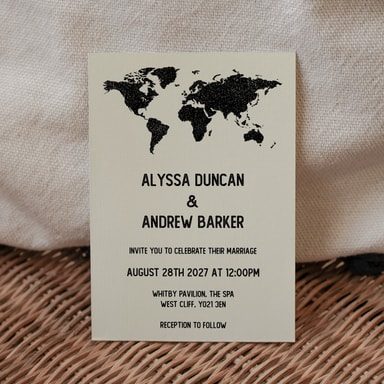 ALYSSA DUNCAN
&
ANDREW BARKER
INVITE YOU TO CELEBRATE THEIR MARRIAGE
AUGUST 28TH 2027 AT 12:00PM
WHITBY PAVILION, THE SPA
WEST CLIFF, YO21 3EN
RECEPTION TO FOLLOW